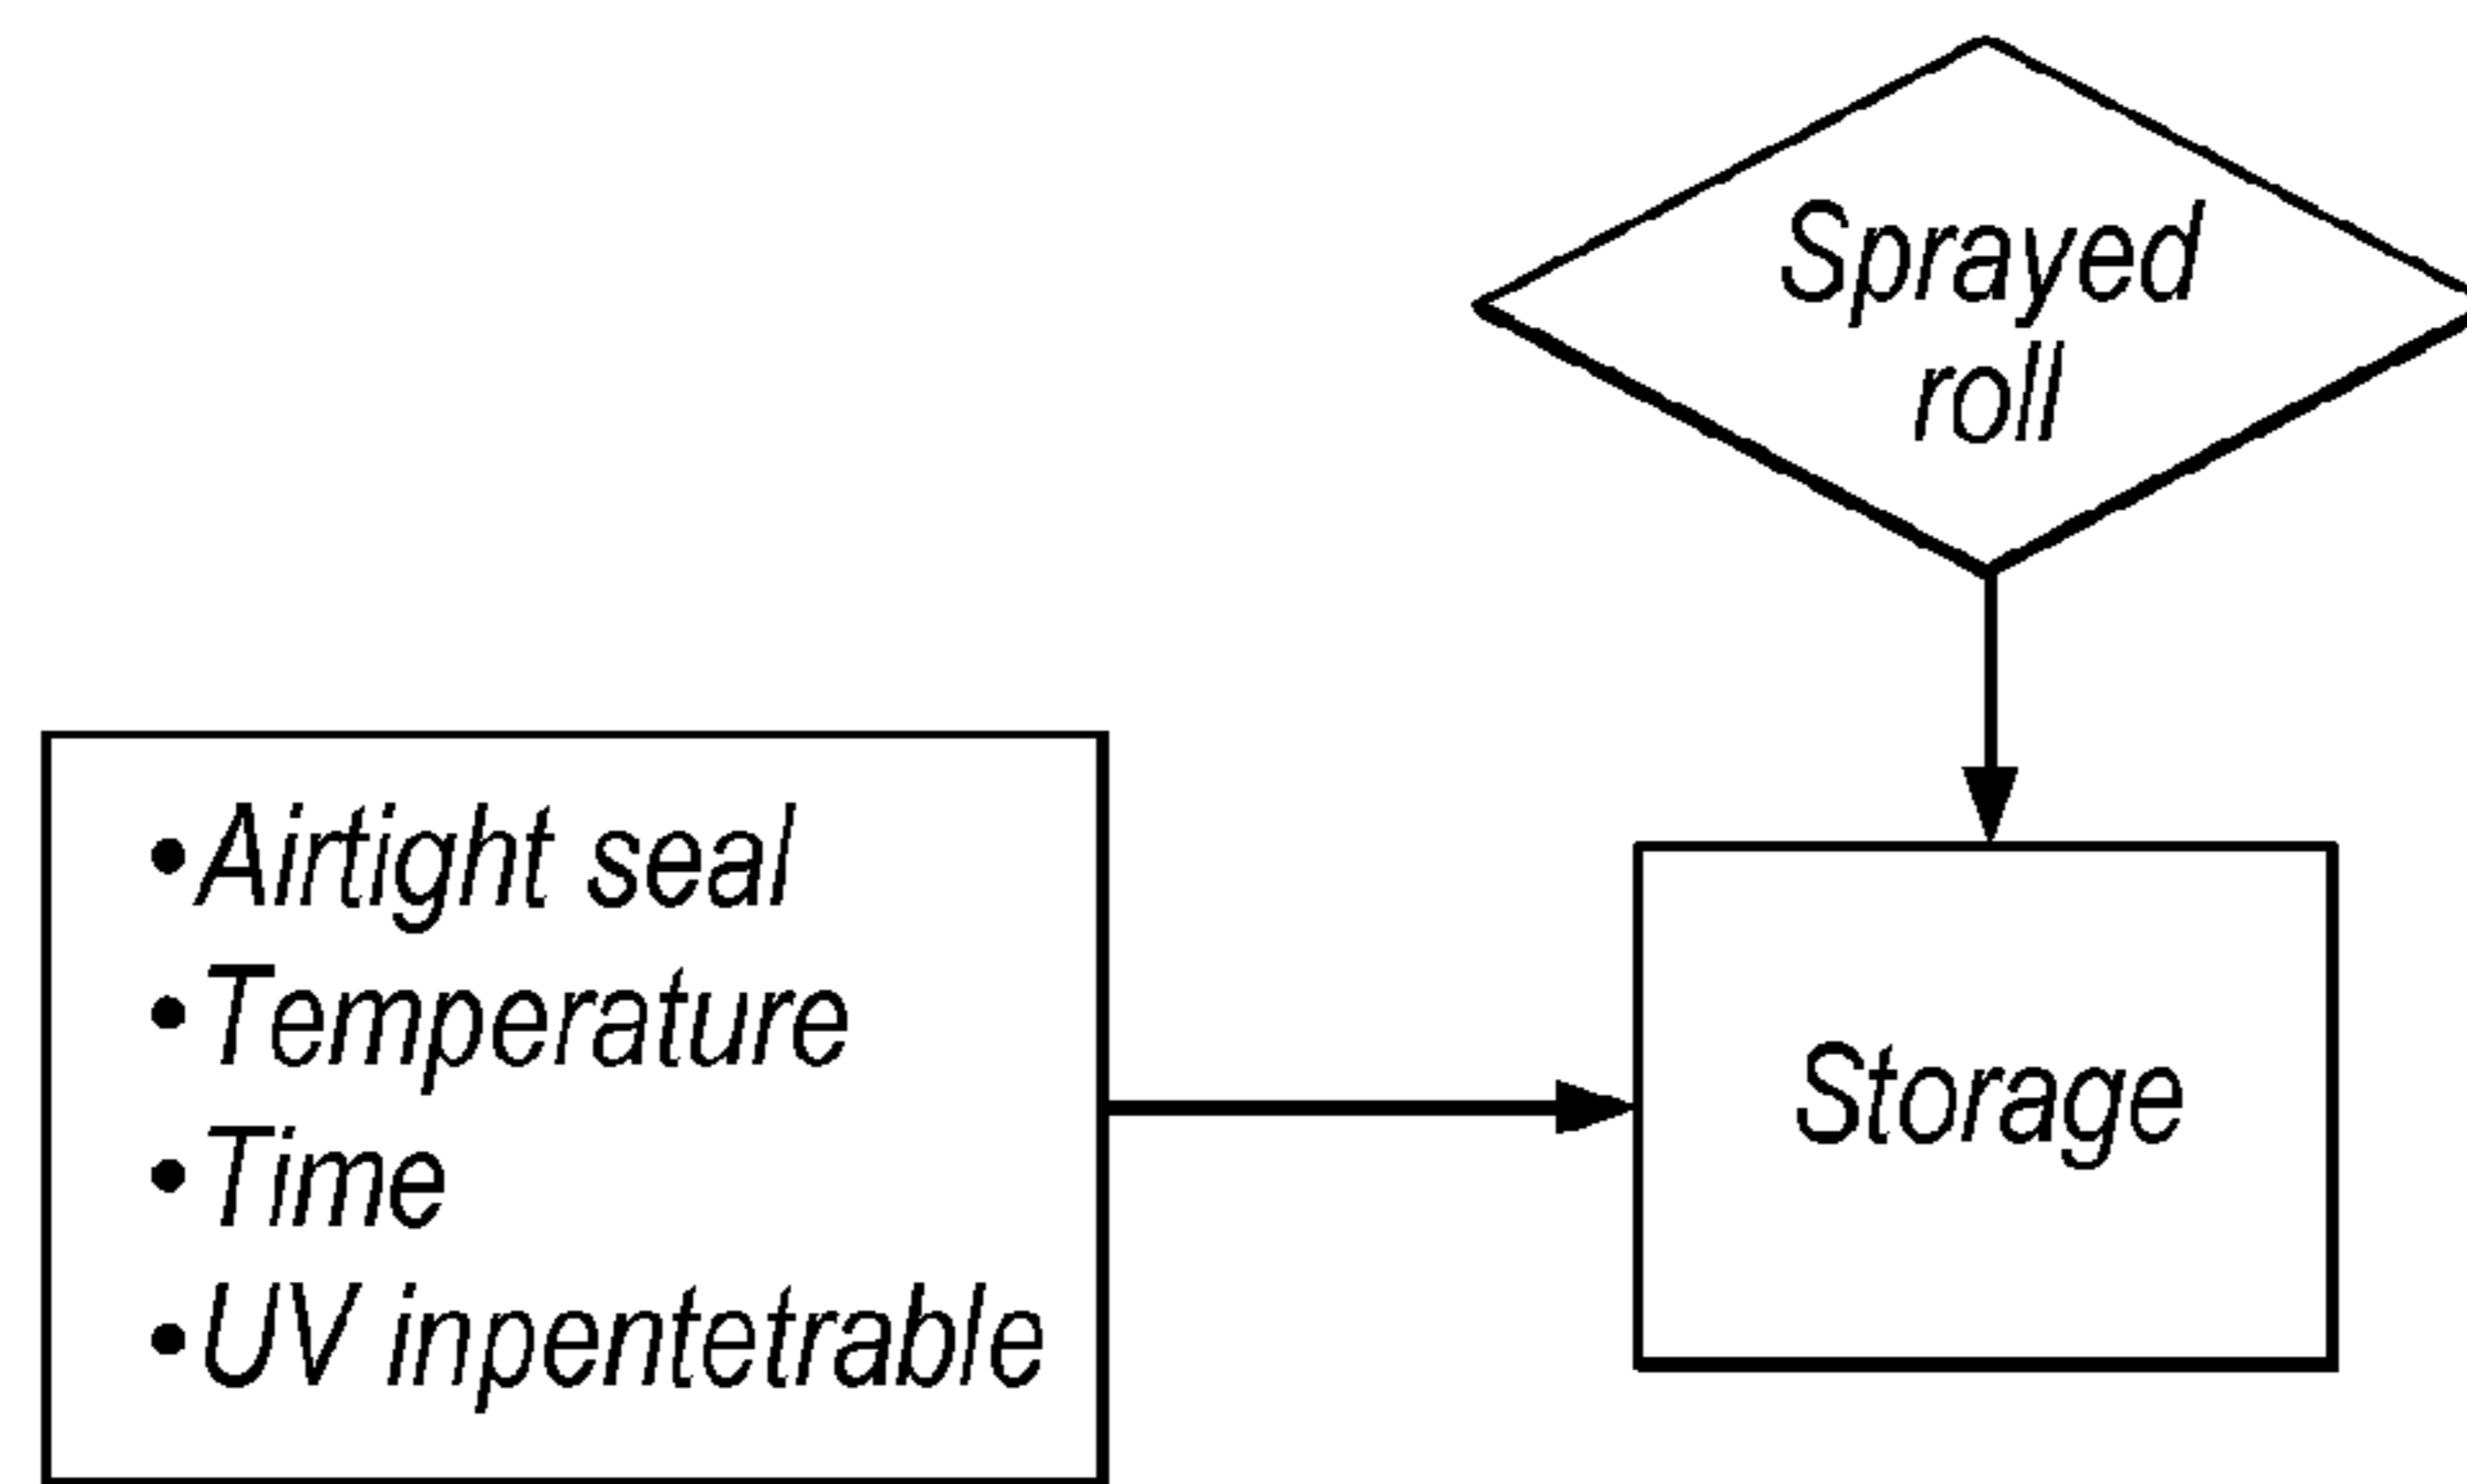 Sprayed
roll
•Airtight seal
•Temperature
•Time
•UV inpentetrable
Storage